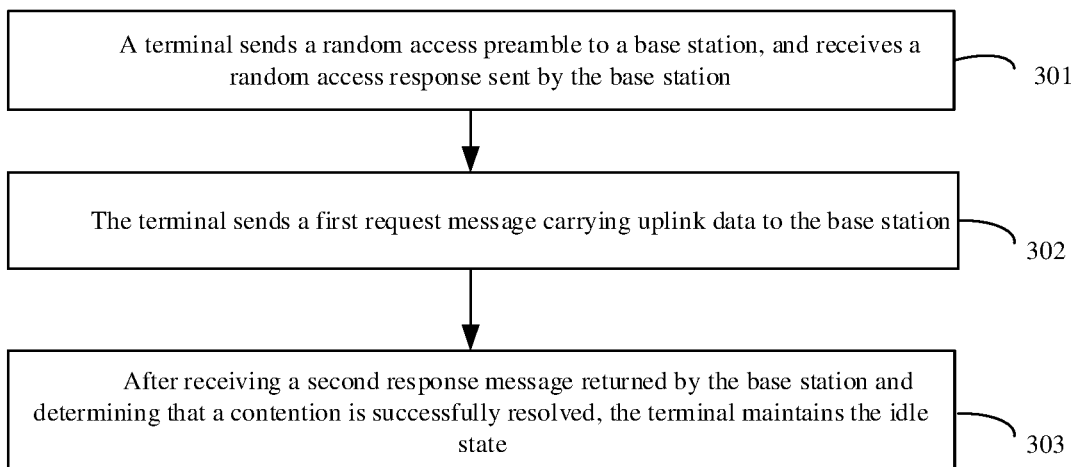 A terminal sends a random access preamble to a base station, and receives a
random access response sent by the base station
301
The terminal sends a first request message carrying uplink data to the base station
302
After receiving a second response message returned by the base station and
determining that a contention is successfully resolved, the terminal maintains the idle
state
303